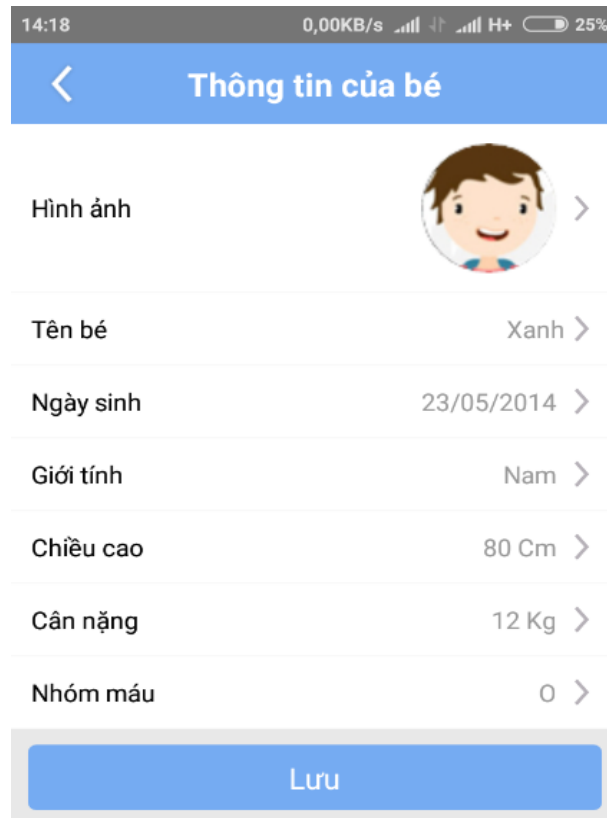 14:18 0,00KB/s H+ 25%
Thông tin của bé
Hình ảnh
Tên bé Xanh
Ngày sinh 23/05/2014
Giới tính Nam
Chiều cao 80 Cm
Cân nặng 12 Kg
Nhóm máu O
Lưu